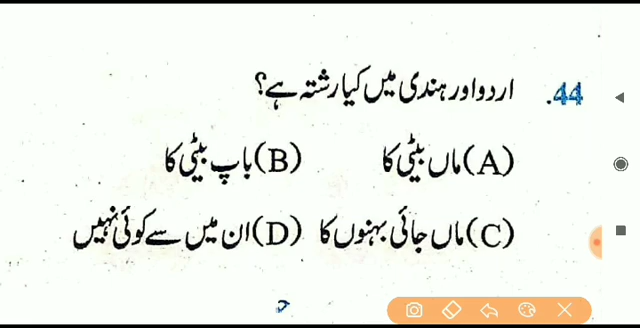 44. اردو اور ہندی میں کیا رشتہ ہے؟
(A) ماں بیٹی کا (B) باپ بیٹی کا
(C) ماں جائی بہنوں کا (D) ان میں سے کوئی نہیں